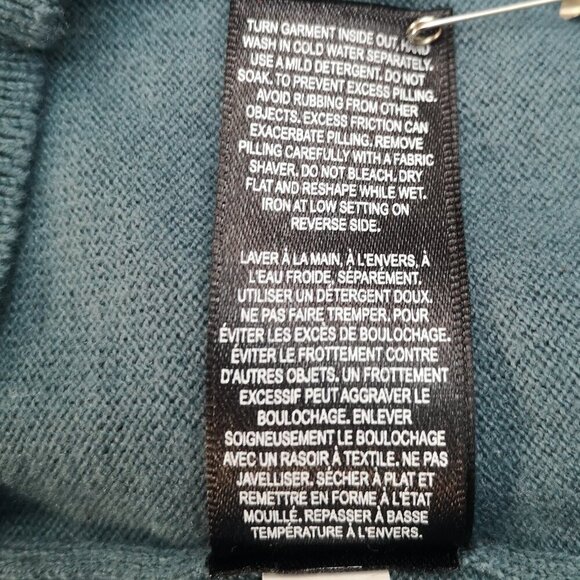 TURN GARMENT INSIDE OUT, HAND
WASH IN COLD WATER SEPARATELY.
USE A MILD DETERGENT. DO NOT
SOAK. TO PREVENT EXCESS PILLING.
AVOID RUBBING FROM OTHER
OBJECTS. EXCESS FRICTION CAN
EXACERBATE PILLING. REMOVE
PILLING CAREFULLY WITH A FABRIC
SHAVER. DO NOT BLEACH. DRY
FLAT AND RESHAPE WHILE WET.
IRON AT LOW SETTING ON
REVERSE SIDE.
LAVER À LA MAIN, À L'ENVERS, À
L'EAU FROIDE, SÉPARÉMENT.
UTILISER UN DÉTERGENT DOUX.
NE PAS FAIRE TREMPER. POUR
ÉVITER LES EXCÈS DE BOULOCHAGE.
ÉVITER LE FROTTEMENT CONTRE
D'AUTRES OBJETS. UN FROTTEMENT
EXCESSIF PEUT AGGRAVER LE
BOULOCHAGE. ENLEVER
SOIGNEUSEMENT LE BOULOCHAGE
AVEC UN RASOIR À TEXTILE. NE PAS
JAVELLISER. SÉCHER À PLAT ET
REMETTRE EN FORME À L'ÉTAT
MOUILLÉ. REPASSER À BASSE
TEMPÉRATURE À L'ENVERS.